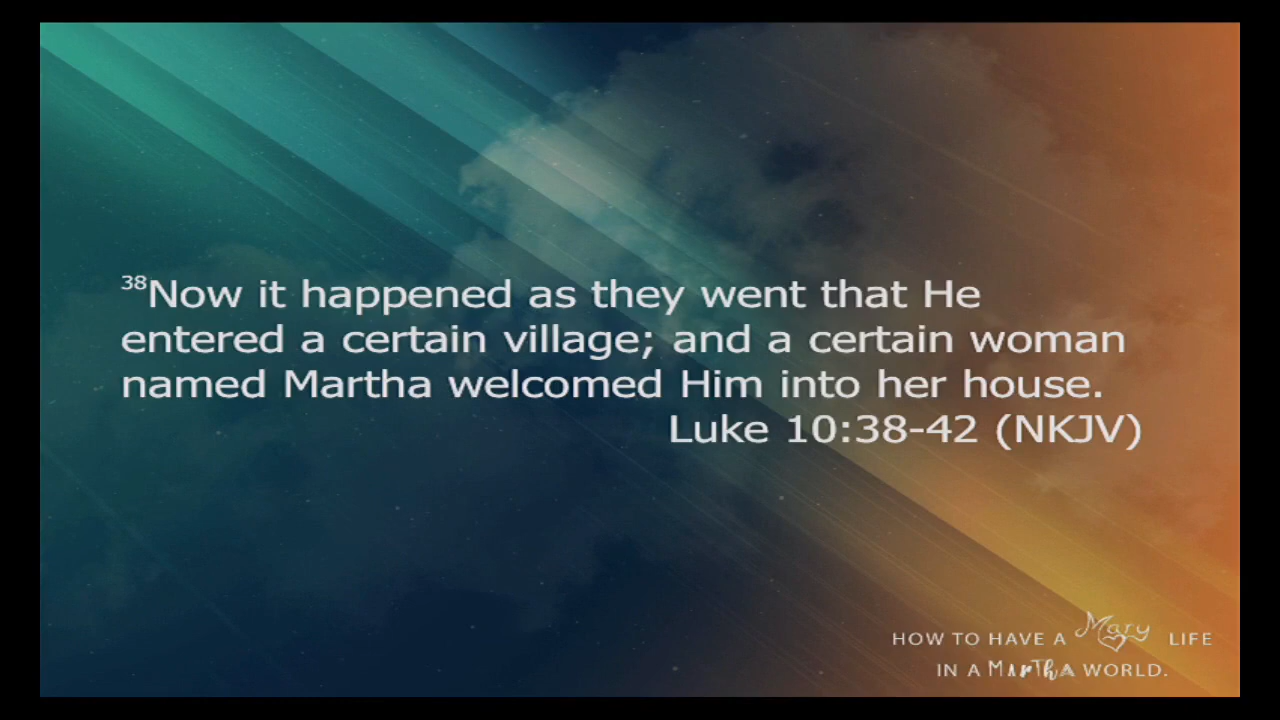 38Now it happened as they went that He
entered a certain village; and a certain woman
named Martha welcomed Him into her house.
Luke 10:38-42 (NKJV)
HOW TO HAVE A Mary LIFE
IN A MArThA WORLD.